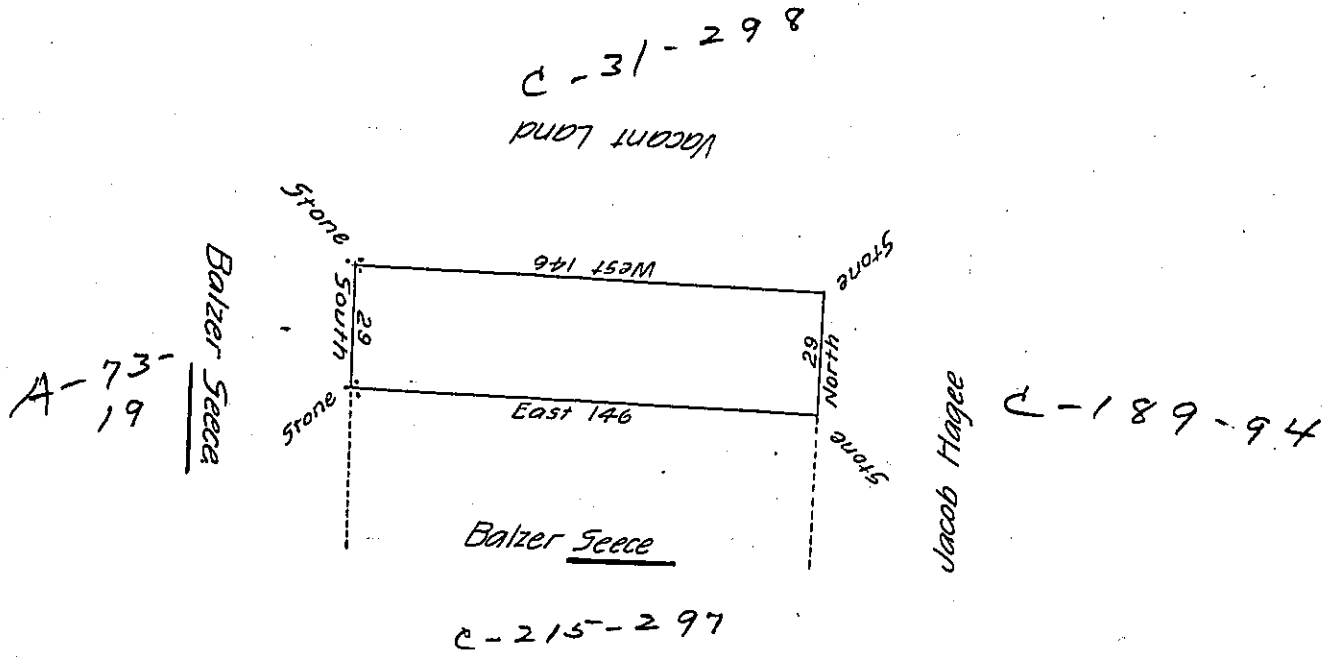 C-31-298
Vacant Land
Stone
West 146
Stone
Balzer Seece
South
29
29
North
A-73-
19
Stone
East 146
Stone
Jacob Hagee
C-189-94
Balzer Seece
C-215-297